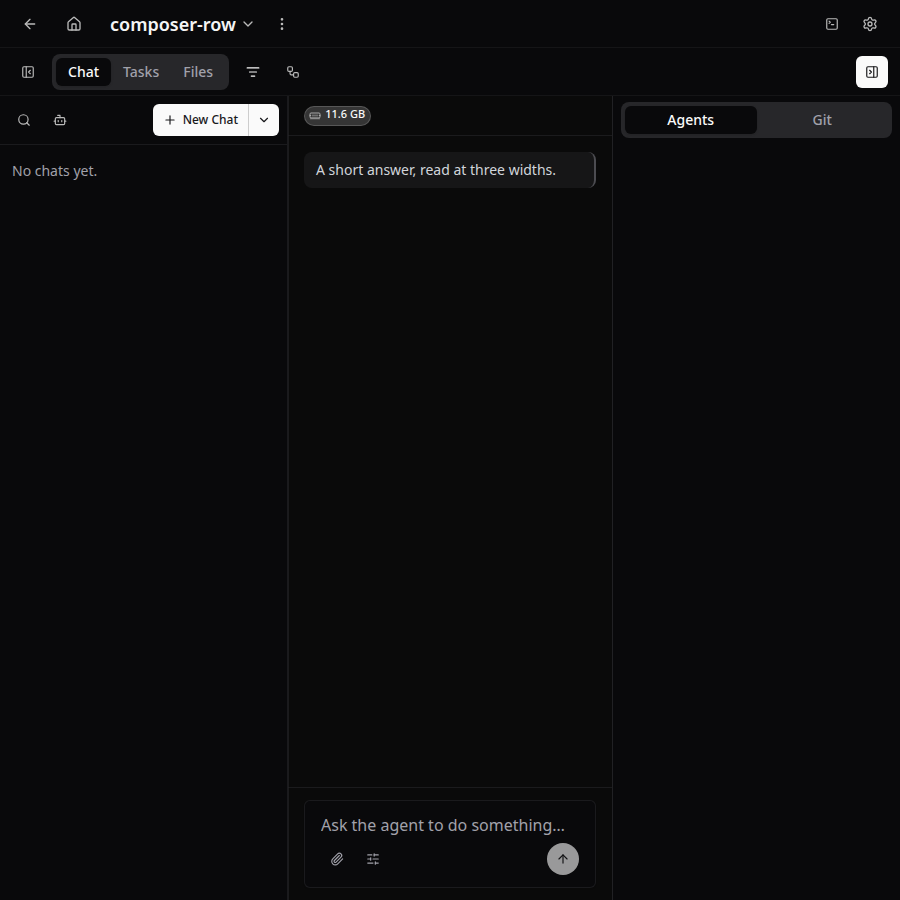 composer-row
Chat
Tasks
Files
New Chat
No chats yet.
11.6 GB
A short answer, read at three widths.
Ask the agent to do something...
Agents
Git